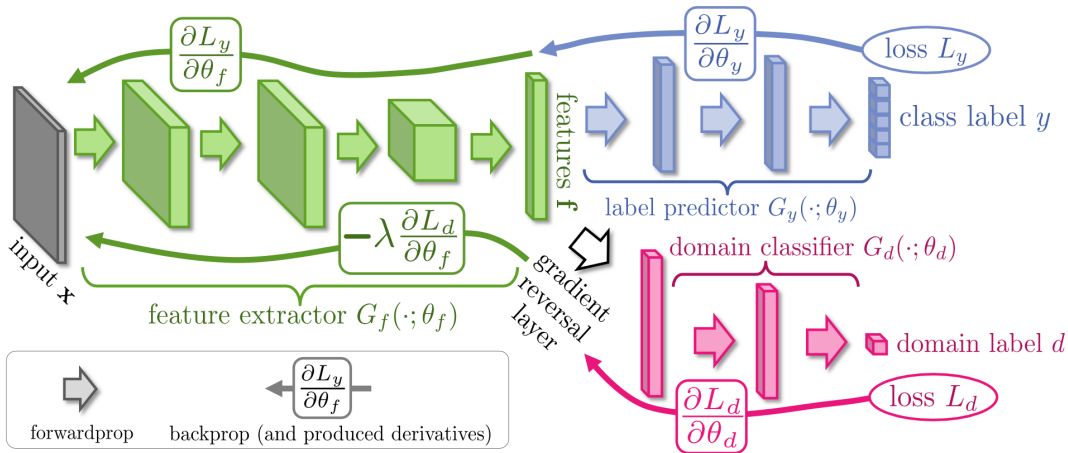 ∂L_y
∂θ_f
∂L_y
∂θ_y
loss L_y
features f
class label y
label predictor G_y(·;θ_y)
input x
−λ ∂L_d
∂θ_f
feature extractor G_f(·;θ_f)
gradient
reversal
layer
domain classifier G_d(·;θ_d)
domain label d
∂L_d
∂θ_d
loss L_d
forwardprop
∂L_y
∂θ_f
backprop (and produced derivatives)